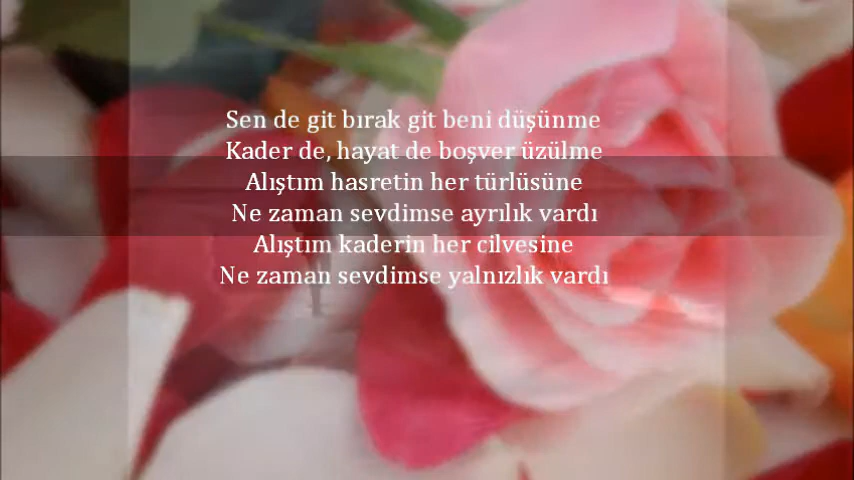 Sen de git bırak git beni düşünme
Kader de, hayat de boşver üzülme
Alıştım hasretin her türlüsüne
Ne zaman sevdimse ayrılık vardı
Alıştım kaderin her cilvesine
Ne zaman sevdimse yalnızlık vardı